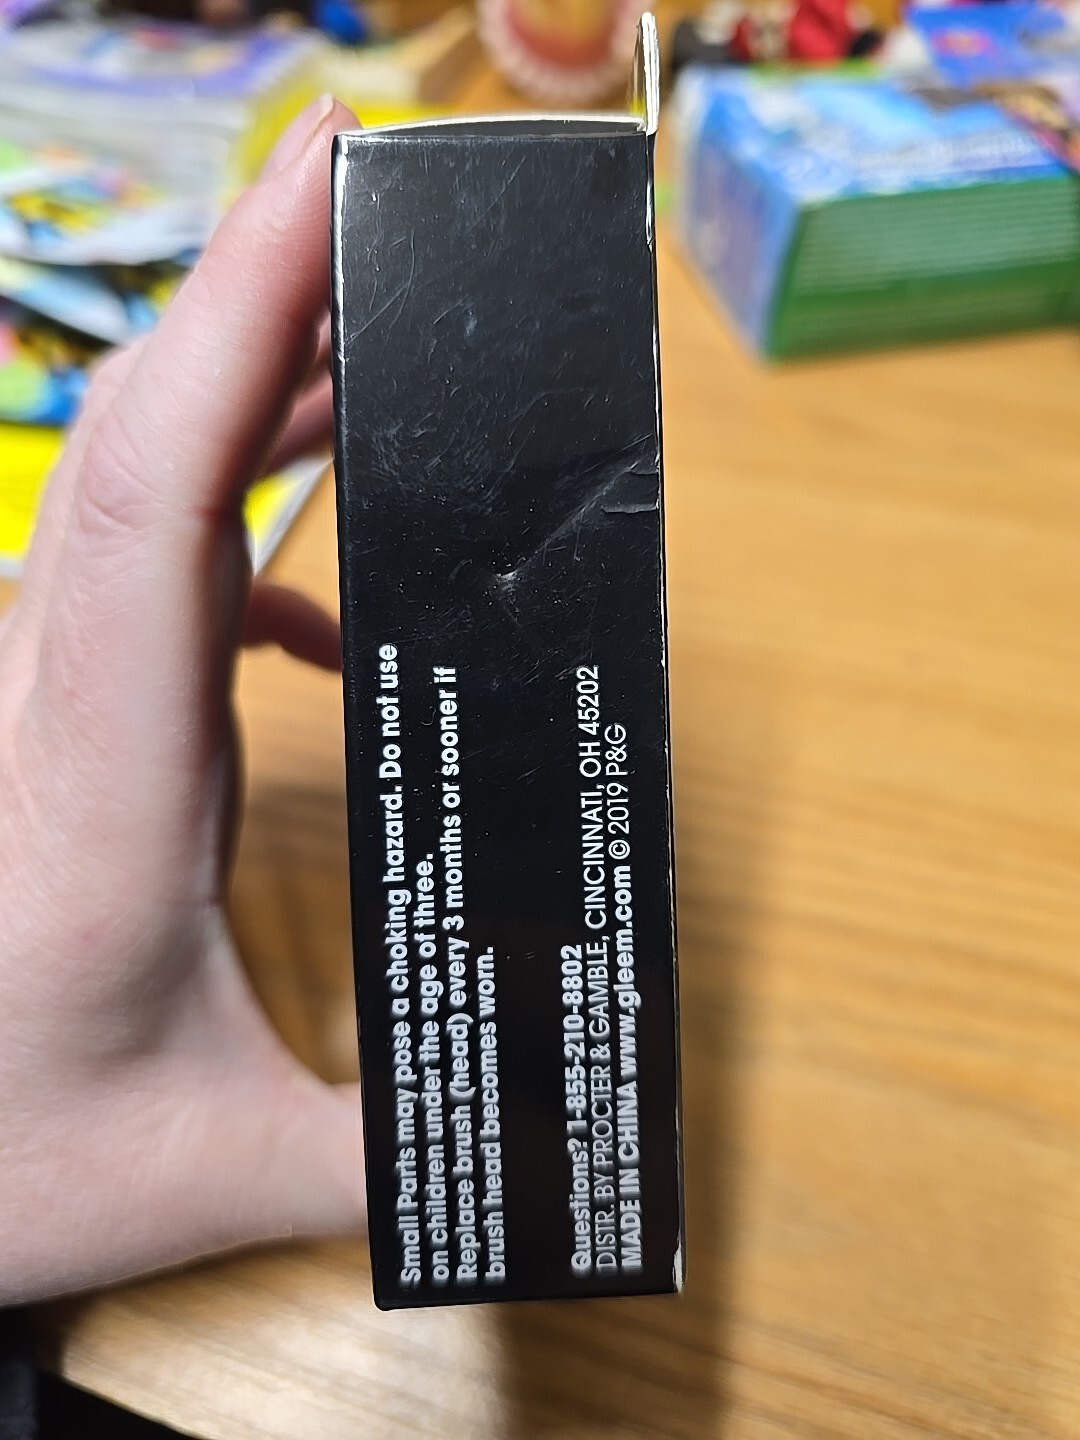 Small Parts may pose a choking hazard. Do not use
on children under the age of three.
Replace brush (head) every 3 months or sooner if
brush head becomes worn.
Questions? 1-855-210-8802
DISTR. BY PROCTER & GAMBLE, CINCINNATI, OH 45202
MADE IN CHINA www.gleem.com © 2019 P&G